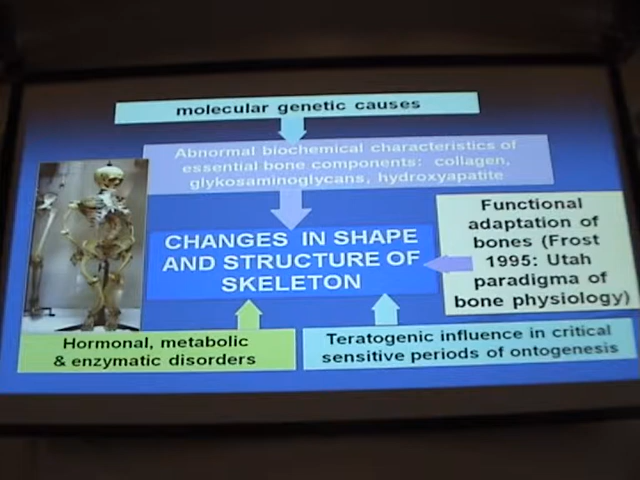 molecular genetic causes
Abnormal biochemical characteristics of
essential bone components: collagen,
glykosaminoglycans, hydroxyapatite
CHANGES IN SHAPE
AND STRUCTURE OF
SKELETON
Functional
adaptation of
bones (Frost
1995: Utah
paradigma of
bone physiology)
Hormonal, metabolic
& enzymatic disorders
Teratogenic influence in critical
sensitive periods of ontogenesis